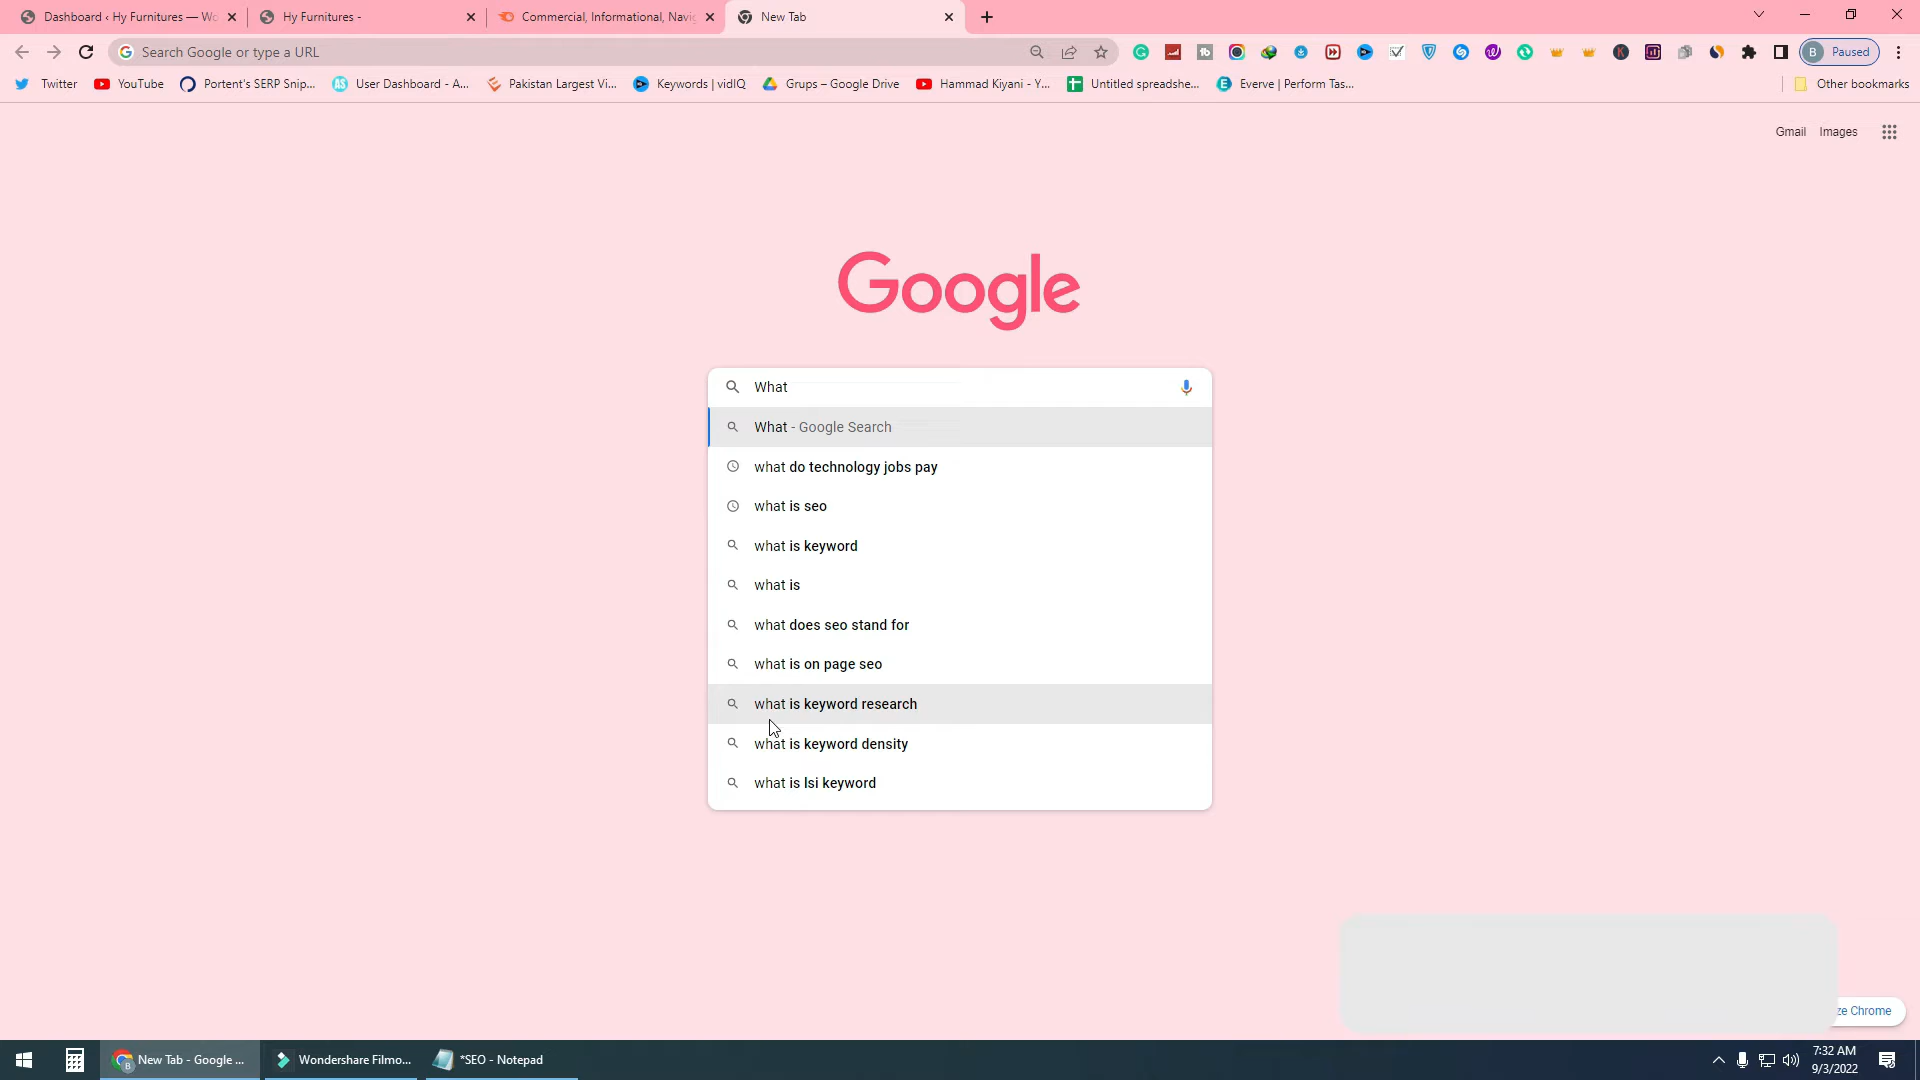 Dashboard ‹ Hy Furnitures — Wo
Hy Furnitures -
Commercial, Informational, Navig
New Tab
Search Google or type a URL
Paused
Twitter
YouTube
Portent's SERP Snip...
User Dashboard - A...
Pakistan Largest Vi...
Keywords | vidIQ
Grups – Google Drive
Hammad Kiyani - Y...
Untitled spreadshe...
Everve | Perform Tas...
Other bookmarks
Gmail
Images
Google
What
What - Google Search
what do technology jobs pay
what is seo
what is keyword
what is
what does seo stand for
what is on page seo
what is keyword research
what is keyword density
what is lsi keyword
ze Chrome
New Tab - Google ...
Wondershare Filmo...
*SEO - Notepad
7:32 AM
9/3/2022